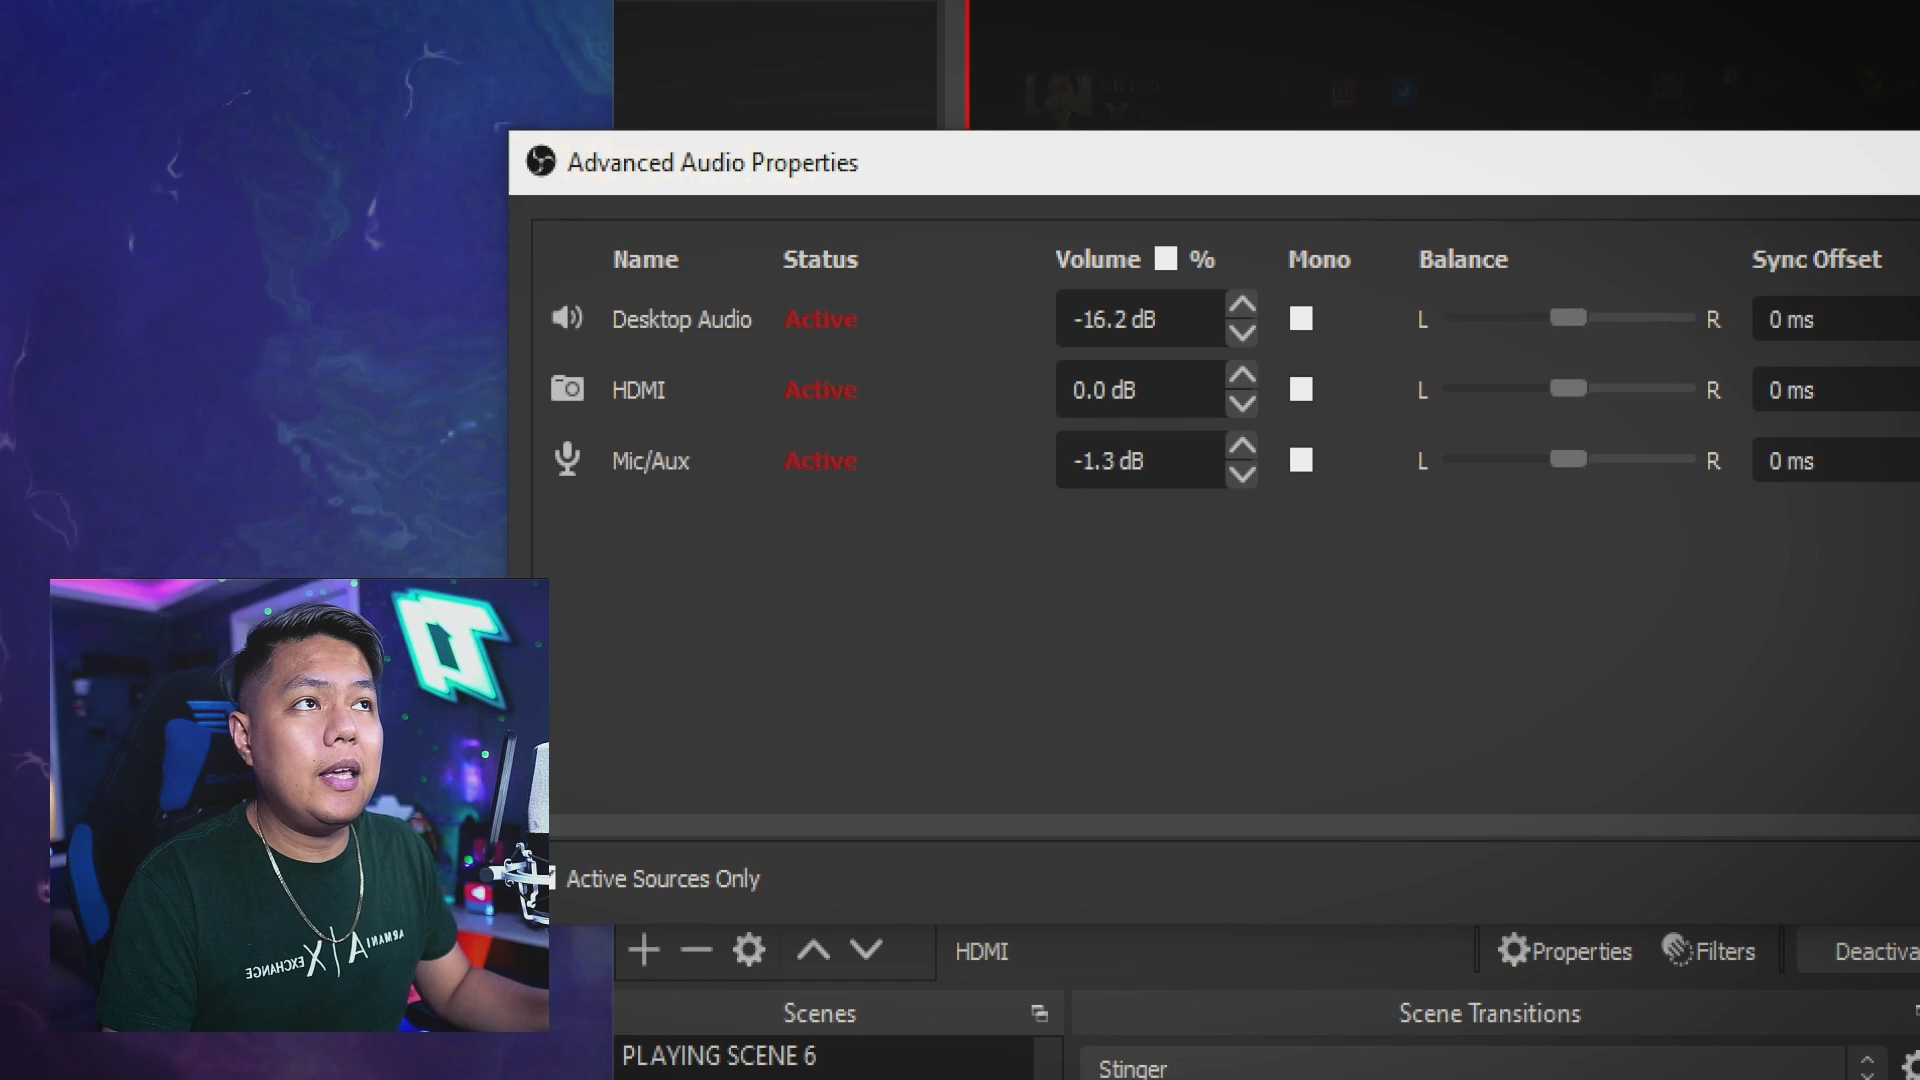 Advanced Audio Properties
Name Status Volume % Mono Balance Sync Offset
Desktop Audio Active -16.2 dB L R 0 ms
HDMI Active 0.0 dB L R 0 ms
Mic/Aux Active -1.3 dB L R 0 ms
Active Sources Only
HDMI Properties Filters Deactiva
Scenes Scene Transitions
PLAYING SCENE 6
Stinger
A|X ARMANI EXCHANGE